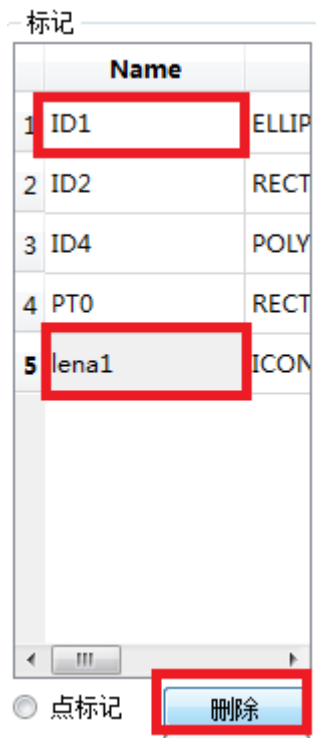 标记
Name
1 ID1 ELLIP
2 ID2 RECT
3 ID4 POLY
4 PT0 RECT
5 lena1 ICON
点标记 删除